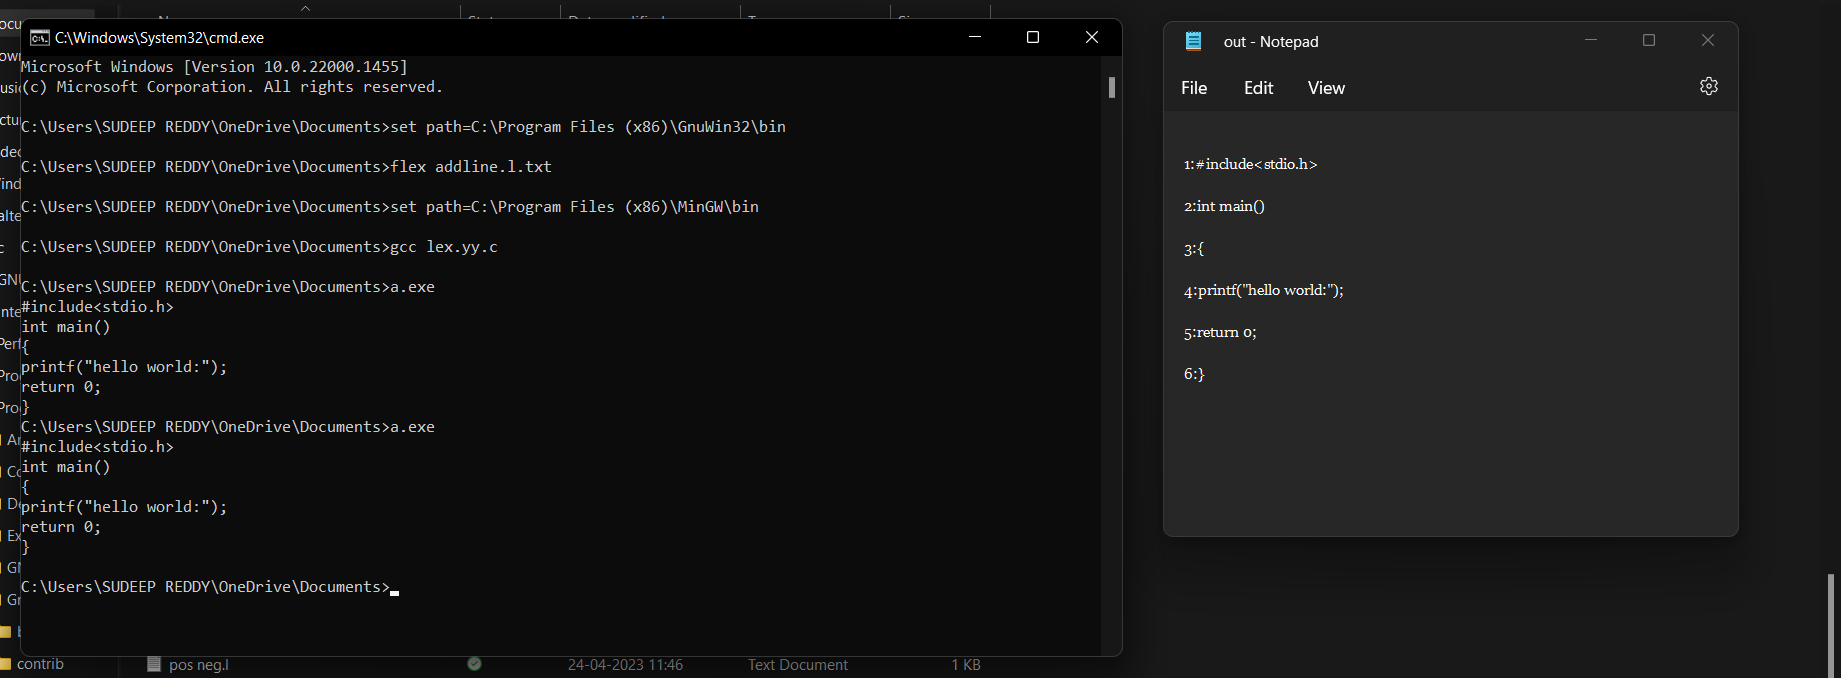 C:\Windows\System32\cmd.exe
Microsoft Windows [Version 10.0.22000.1455]
(c) Microsoft Corporation. All rights reserved.
C:\Users\SUDEEP REDDY\OneDrive\Documents>set path=C:\Program Files (x86)\GnuWin32\bin
C:\Users\SUDEEP REDDY\OneDrive\Documents>flex addline.l.txt
C:\Users\SUDEEP REDDY\OneDrive\Documents>set path=C:\Program Files (x86)\MinGW\bin
C:\Users\SUDEEP REDDY\OneDrive\Documents>gcc lex.yy.c
C:\Users\SUDEEP REDDY\OneDrive\Documents>a.exe
#include<stdio.h>
int main()
{
printf("hello world:");
return 0;
}
C:\Users\SUDEEP REDDY\OneDrive\Documents>a.exe
#include<stdio.h>
int main()
{
printf("hello world:");
return 0;
}
C:\Users\SUDEEP REDDY\OneDrive\Documents>
contrib
pos neg.l 24-04-2023 11:46 Text Document 1 KB
out - Notepad
File Edit View
1:#include<stdio.h>
2:int main()
3:{
4:printf("hello world:");
5:return 0;
6:}